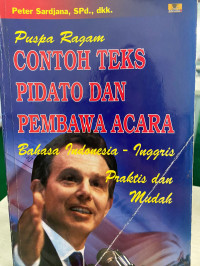 Peter Sardjana, SPd., dkk.
Puspa Ragam
CONTOH TEKS
PIDATO DAN
PEMBAWA ACARA
Bahasa Indonesia - Inggris
Praktis dan
Mudah